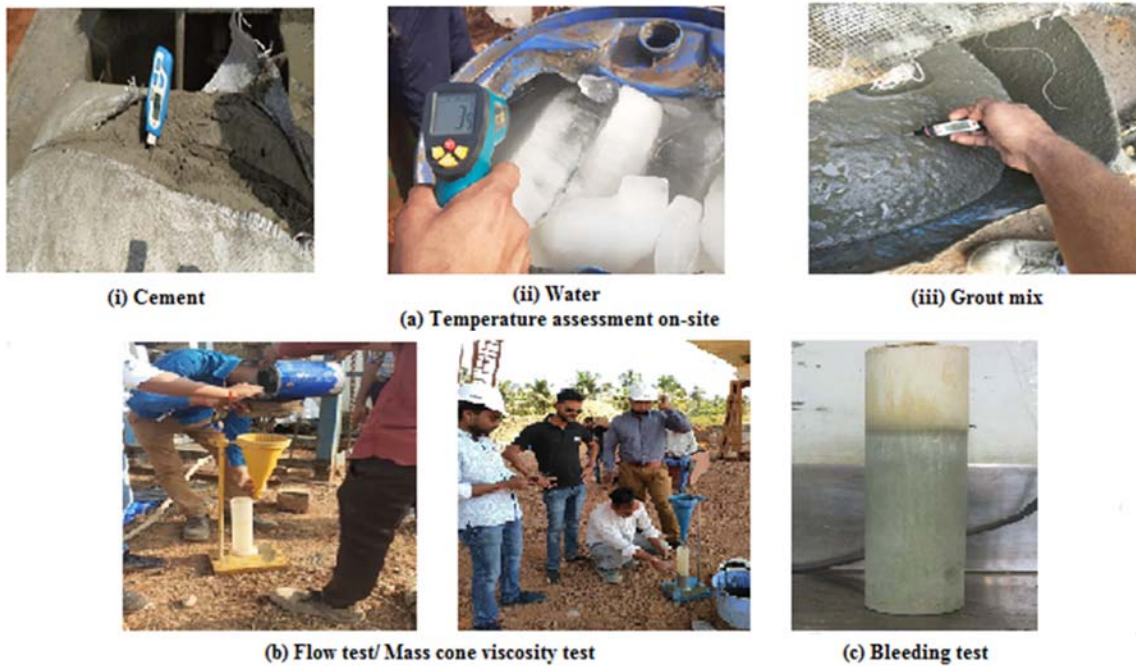 (i) Cement
(ii) Water
(iii) Grout mix
(a) Temperature assessment on-site
(b) Flow test/ Mass cone viscosity test
(c) Bleeding test